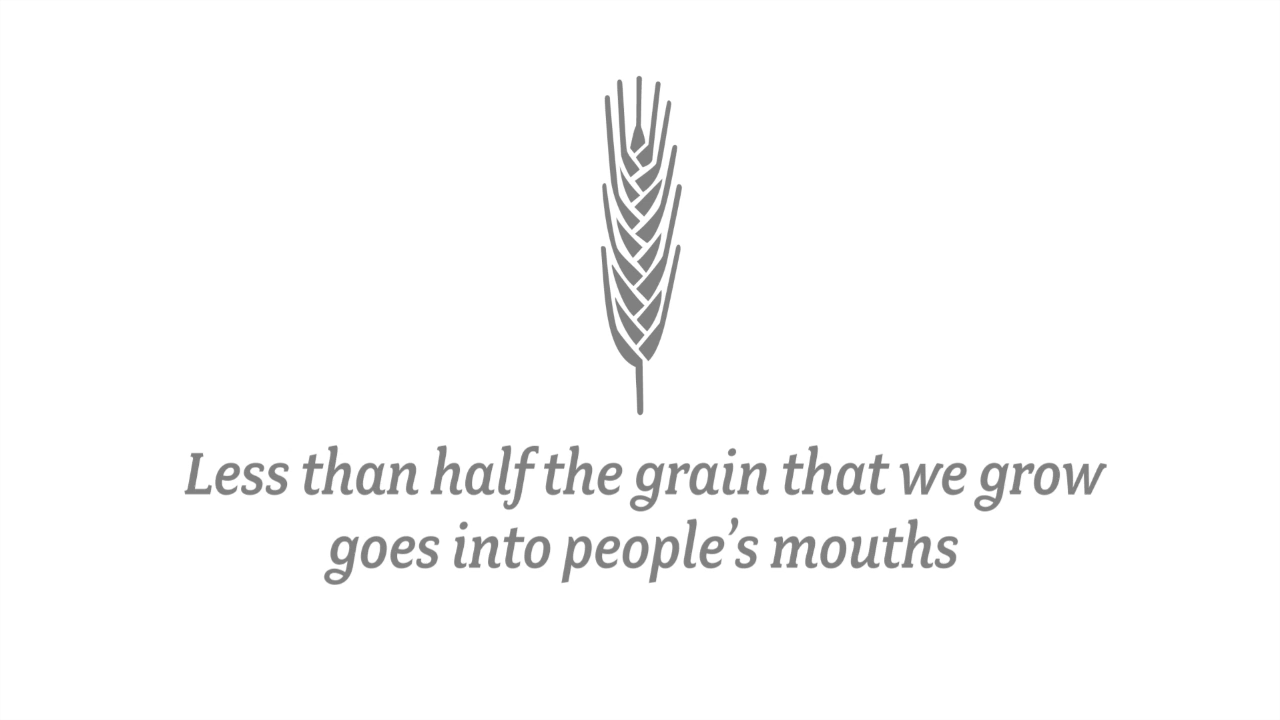 Less than half the grain that we grow
goes into people’s mouths